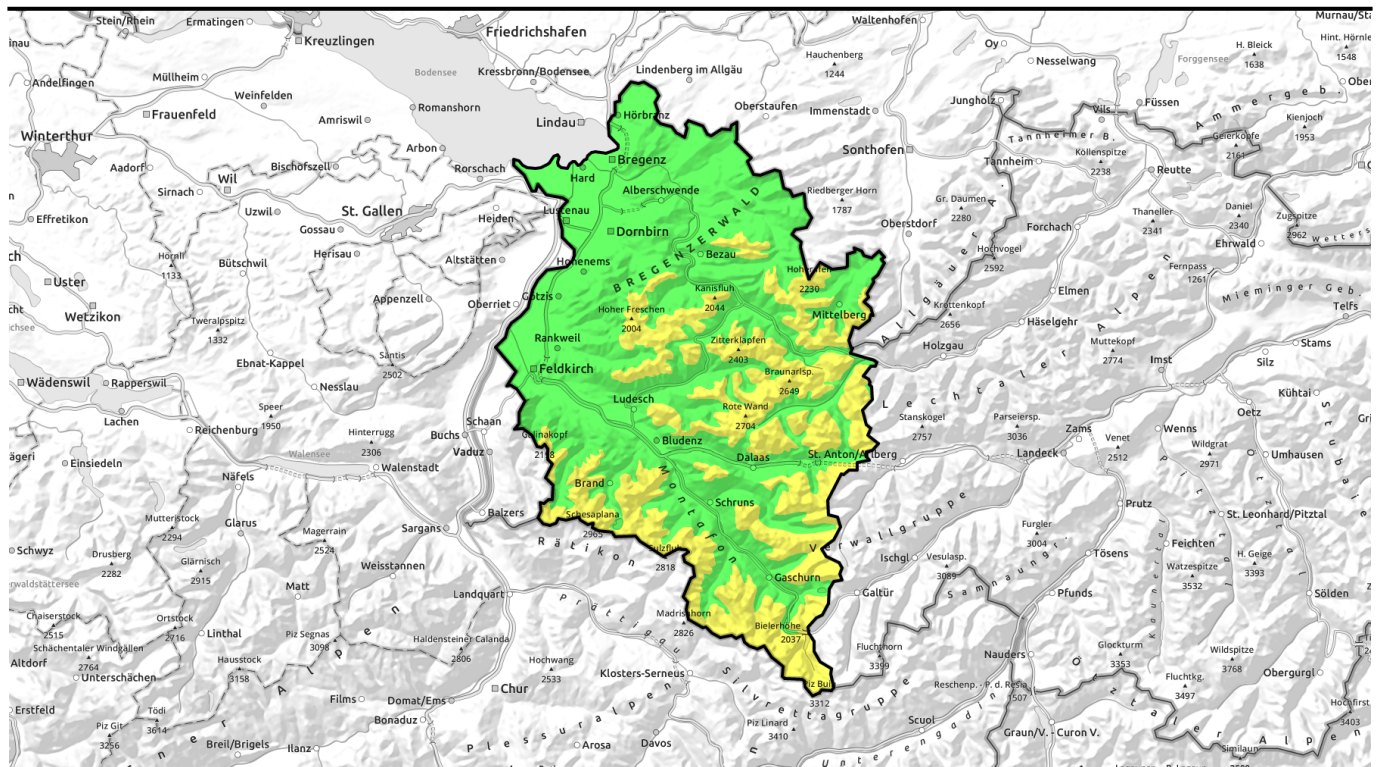 Stein/Rhein
Ermatingen
Kreuzlingen
Friedrichshafen
Waltenhofen
Murnau/Sta
inau
Andelfingen
Müllheim
Bodensee
Kressbronn/Bodensee
Lindenberg im Allgäu
Hauchenberg
1244
Oy
Nesselwang
Forggensee
H. Bleick
1638
Hint. Hörnle
1548
Ober
Weinfelden
Romanshorn
Frauenfeld
Amriswil
Lindau
Hörbranz
Oberstaufen
Immenstadt
Jungholz
Vils
Füssen
Ammergeb.
Kienjoch
1953
Winterthur
Aadorf
Bischofszell
Arbon
Rorschach
Bregenz
Sonthofen
Tannheimer B.
Tannheim
Köllenspitze
2238
Geierköpfe
2161
Reutte
Sirnach
Wil
Hard
Alberschwende
Riedberger Horn
1787
Gr. Daumen
2280
Effretikon
Uzwil
Gossau
St. Gallen
Heiden
Lustenau
Dornbirn
BREGENZERWALD
Oberstdorf
Forchach
Thaneller
2341
Daniel
2340
Zugspitze
2962
Ehrwald
Wetters
ch
Hörnli
1133
Herisau
Altstätten
Hohenems
Bezau
Hochvogel
2592
Bütschwil
Fernpass
1261
Uster
Appenzell
Oberriet
Götzis
Kanisfluh
2044
Hoher Ifen
2230
Mittelberg
Allgäuer A.
Krottenkopf
2656
Elmen
Mieminger Geb.
Telfs
cht
Wetzikon
Tweralpspitz
1332
Hoher Freschen
2004
Häselgehr
Rankweil
Zitterklapfen
2403
Holzgau
Muttekopf
2774
Stams
Ebnat-Kappel
Säntis
2502
Imst
Silz
Wädenswil
Rapperswil
Nesslau
Feldkirch
Braunarlsp.
2649
Lechtaler Alpen
Kühtai
Lachen
Speer
1950
Ludesch
Rote Wand
2704
Stanskogel
2757
Parseiersp.
3036
Oetz
Reichenburg
Hinterrugg
2306
Schaan
Buchs
Vaduz
Galinakopf
2198
Bludenz
Dalaas
St. Anton/Arlberg
Landeck
Zams
Venet
2512
Wenns
Wildgrat
2971
Umhausen
Stubaie
ägeri
Einsiedeln
Walensee
Walenstadt
Näfels
Brand
Montafon
Schruns
Prutz
St. Leonhard/Pitztal
Mutteristock
2294
Glarus
Magerrain
2524
Sargans
Balzers
Schesaplana
2965
Rätikon
Sulzfluh
2818
Verwallgruppe
Ischgl
Furgler
3004
Feichten
Pitztal
Ötztal
Schwyz
Drusberg
2282
Glärnisch
2915
Weisstannen
Vesulasp.
3089
Tösens
Watzespitze
3532
H. Geige
3393
Matt
Landquart
Gaschurn
Galtür
Samnaungr.
Pfunds
Kaunertal
Sölden
Chaiserstock
2515
Ortstock
2716
Linthal
Piz Segnas
3098
Haldensteiner Calanda
2806
Prättigau
Madrisahorn
2826
Bielerhöhe
2037
Schächentaler Windgällen
2764
Altdorf
Unterschächen
Hausstock
3158
Hochwang
2533
Klosters-Serneus
Fluchthorn
3399
Nauders
Glockturm
3353
Wildspitze
3768
Obergurgl
Films
Domat/Ems
Chur
Silvrettagruppe
Piz Buin
3312
Reschenp. - P. d. Resia
1507
Fluchtkg.
3497
Erstfeld
Piz Git
3256
Tödi
3614
Bonaduz
Plessuralpen
Piz Linard
3410
Scuol
Graun/V. - Curon V.
Ötztaler Alpen
Hochfirst
3403
Breil/Brigels
Ilanz
Arosa
Davos
Unterengadin
Similaun